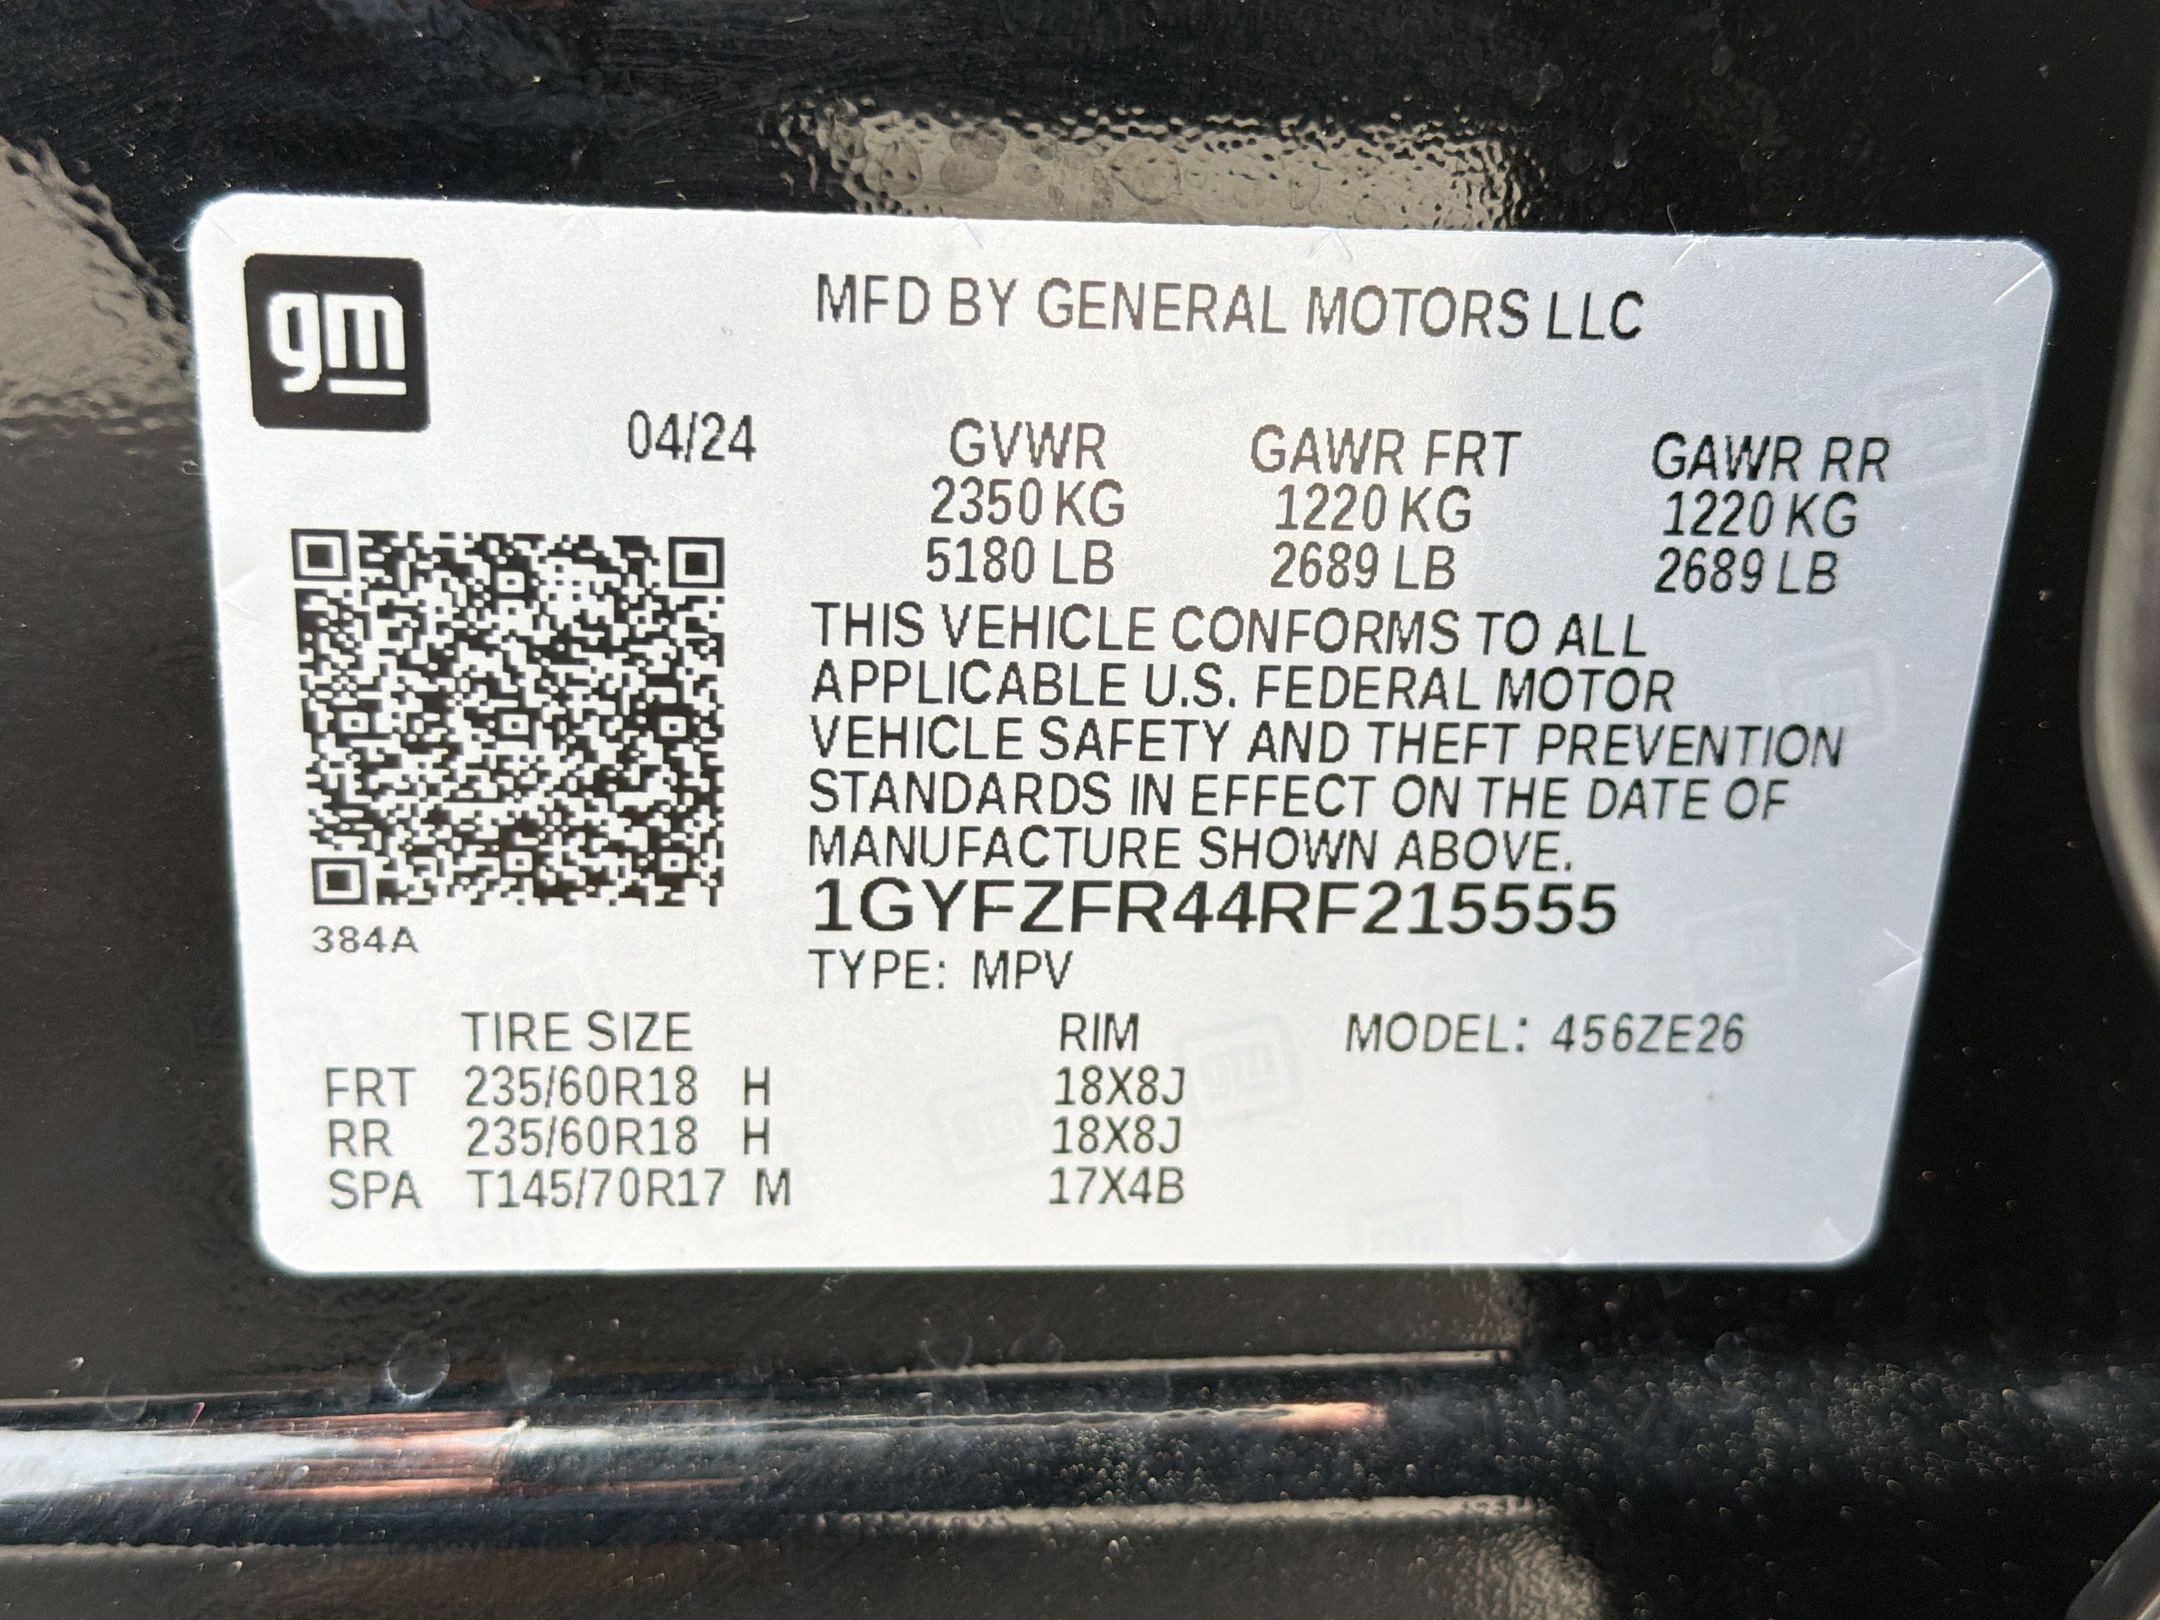 gm
MFD BY GENERAL MOTORS LLC
04/24 GVWR GAWR FRT GAWR RR
2350 KG 1220 KG 1220 KG
5180 LB 2689 LB 2689 LB
THIS VEHICLE CONFORMS TO ALL
APPLICABLE U.S. FEDERAL MOTOR
VEHICLE SAFETY AND THEFT PREVENTION
STANDARDS IN EFFECT ON THE DATE OF
MANUFACTURE SHOWN ABOVE.
1GYFZFR44RF215555
384A
TYPE: MPV
TIRE SIZE RIM MODEL: 456ZE26
FRT 235/60R18 H 18X8J
RR 235/60R18 H 18X8J
SPA T145/70R17 M 17X4B